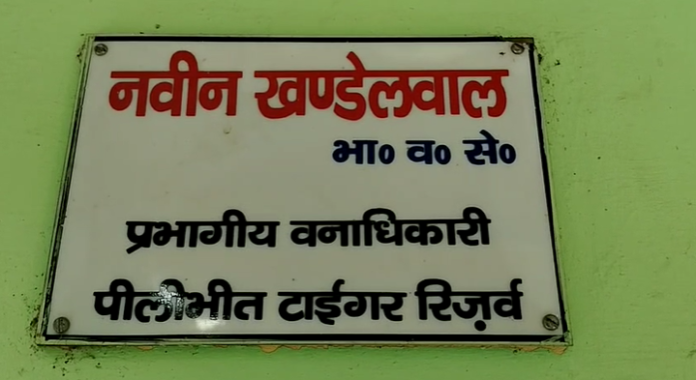 नवीन खण्डेलवाल
भा० व० से०
प्रभागीय वनाधिकारी
पीलीभीत टाईगर रिज़र्व